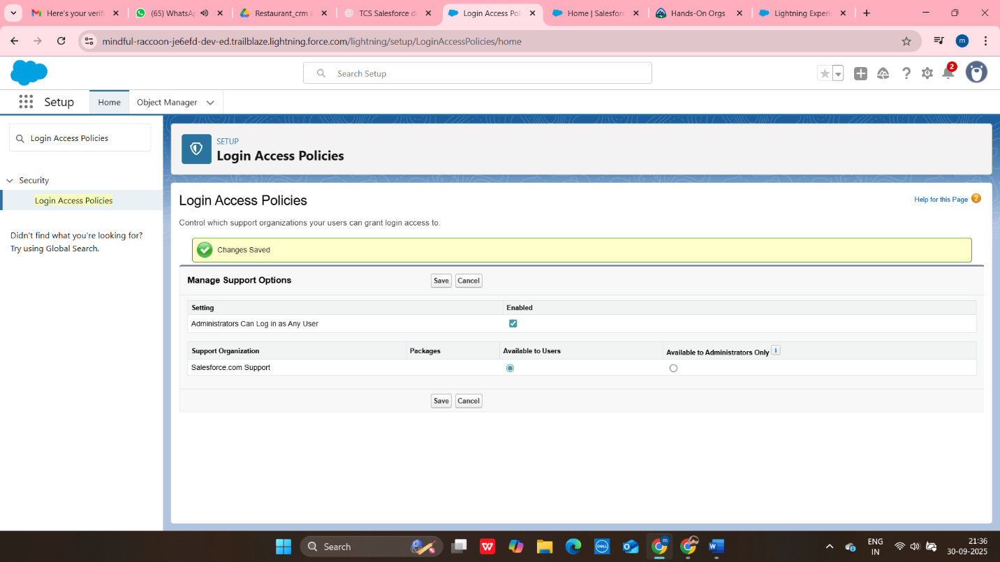 Here's your verifi
(65) WhatsAp
Restaurant_crm c
TCS Salesforce d
Login Access Pol
Home | Salesforc
Hands-On Orgs
Lightning Experi
mindful-raccoon-je6efd-dev-ed.trailblaze.lightning.force.com/lightning/setup/LoginAccessPolicies/home
m
Search Setup
2
Setup
Home
Object Manager
Login Access Policies
SETUP
Login Access Policies
Security
Login Access Policies
Didn't find what you're looking for?
Try using Global Search.
Login Access Policies
Help for this Page ?
Control which support organizations your users can grant login access to.
Changes Saved
Manage Support Options
Save
Cancel
Setting
Enabled
Administrators Can Log in as Any User
Support Organization
Packages
Available to Users
Available to Administrators Only i
Salesforce.com Support
Save
Cancel
Search
DELL
m
W
ENG
IN
21:36
30-09-2025